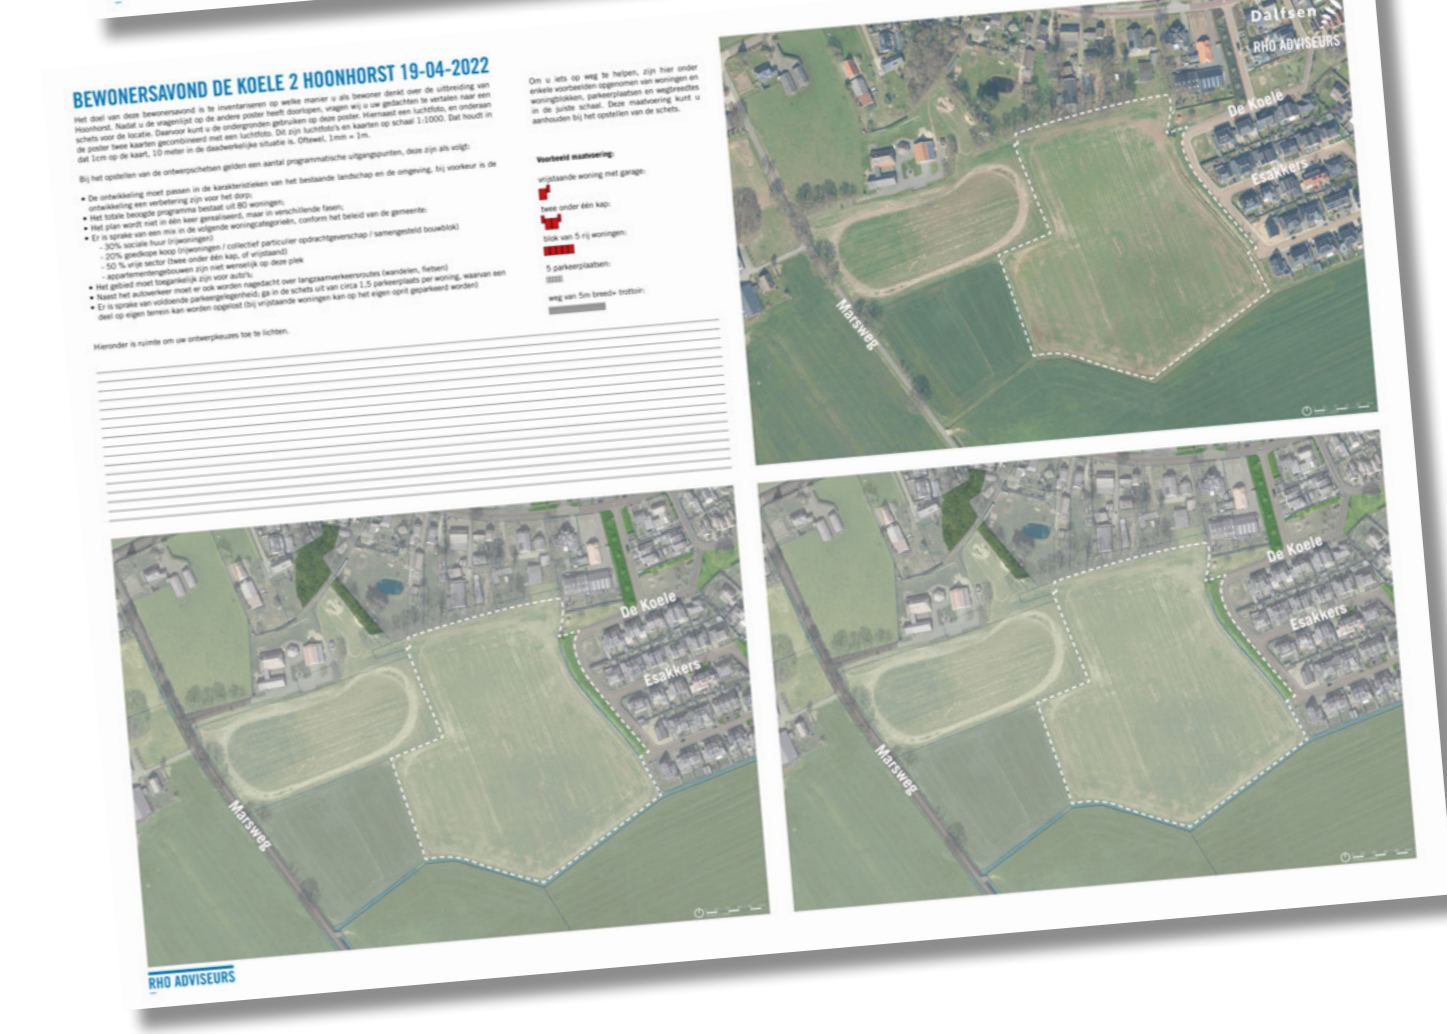 BEWONERSAVOND DE KOELE 2 HOONHORST 19-04-2022
Het doel van deze bewonersavond is te inventariseren op welke manier u als bewoner denkt over de uitbreiding van
Hoonhorst. Nadat u de vragenlijst op de andere poster heeft doorlopen, vragen wij u uw gedachten te vertalen naar een
schets voor de locatie. Daarvoor kunt u de ondergronden gebruiken op deze poster. Hiernaast een luchtfoto, en onderaan
de poster twee kaarten gecombineerd met een luchtfoto. Dit zijn luchtfoto's en kaarten op schaal 1:1000. Dat houdt in
dat 1cm op de kaart, 10 meter in de daadwerkelijke situatie is. Oftewel, 1mm = 1m.
Bij het opstellen van de ontwerpschetsen gelden een aantal programmatische uitgangspunten, deze zijn als volgt:
• De ontwikkeling moet passen in de karakteristieken van het bestaande landschap en de omgeving, bij voorkeur is de
ontwikkeling een verbetering zijn voor het dorp;
• Het totale beoogde programma bestaat uit 80 woningen;
• Het plan wordt niet in één keer gerealiseerd, maar in verschillende fasen;
• Er is sprake van een mix in de volgende woningcategorieën, conform het beleid van de gemeente:
- 30% sociale huur (rijwoningen)
- 20% goedkope koop (rijwoningen / collectief particulier opdrachtgeverschap / samengesteld bouwblok)
- 50 % vrije sector (twee onder één kap, of vrijstaand)
- appartementengebouwen zijn niet wenselijk op deze plek
• Het gebied moet toegankelijk zijn voor auto's;
• Naast het autoverkeer moet er ook worden nagedacht over langzaamverkeersroutes (wandelen, fietsen)
• Er is sprake van voldoende parkeergelegenheid; ga in de schets uit van circa 1,5 parkeerplaats per woning, waarvan een
deel op eigen terrein kan worden opgelost (bij vrijstaande woningen kan op het eigen oprit geparkeerd worden)
Hieronder is ruimte om uw ontwerpkeuzes toe te lichten.
Om u iets op weg te helpen, zijn hier onder
enkele voorbeelden opgenomen van woningen en
woningblokken, parkeerplaatsen en wegbreedtes
in de juiste schaal. Deze maatvoering kunt u
aanhouden bij het opstellen van de schets.
Voorbeeld maatvoering:
vrijstaande woning met garage:
twee onder één kap:
blok van 5 rij woningen:
5 parkeerplaatsen:
weg van 5m breed+ trottoir:
Dalfsen
RHO ADVISEURS
De Koele
Esakkers
Marsweg
De Koele
Esakkers
Marsweg
De Koele
Esakkers
Marsweg
RHO ADVISEURS